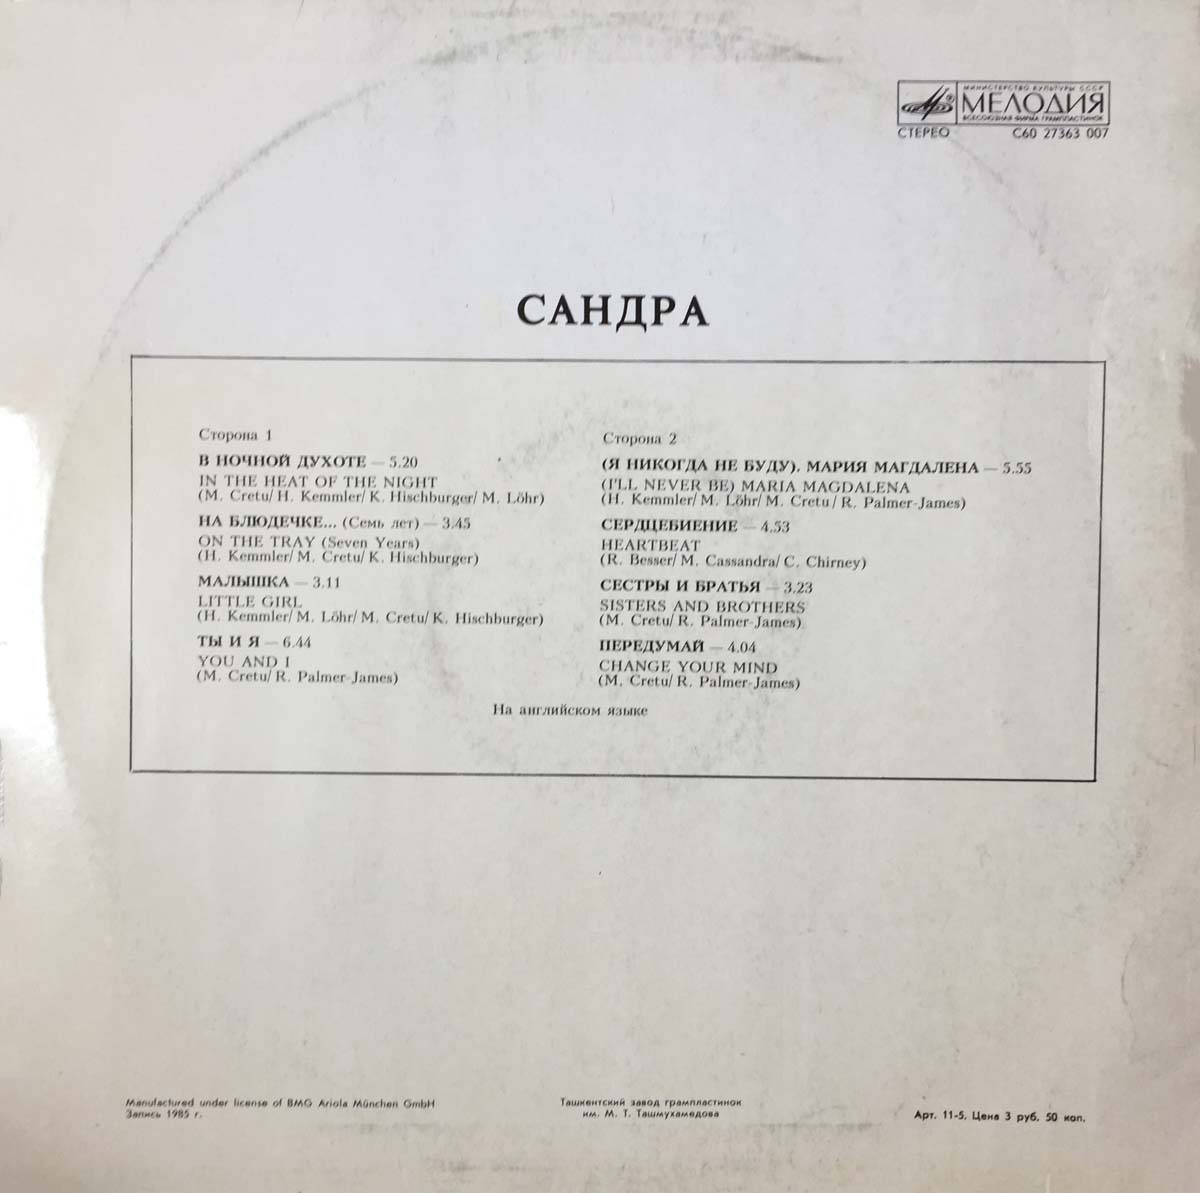 МИНИСТЕРСТВО КУЛЬТУРЫ СССР
МЕЛОДИЯ
ВСЕСОЮЗНАЯ ФИРМА ГРАМПЛАСТИНОК
СТЕРЕО С60 27363 007
САНДРА
Сторона 1
В НОЧНОЙ ДУХОТЕ — 5.20
IN THE HEAT OF THE NIGHT
(M. Cretu/ H. Kemmler/ K. Hischburger/ M. Löhr)
НА БЛЮДЕЧКЕ... (Семь лет) — 3.45
ON THE TRAY (Seven Years)
(H. Kemmler/ M. Cretu/ K. Hischburger)
МАЛЫШКА — 3.11
LITTLE GIRL
(H. Kemmler/ M. Löhr/ M. Cretu/ K. Hischburger)
ТЫ И Я — 6.44
YOU AND I
(M. Cretu/ R. Palmer-James)
Сторона 2
(Я НИКОГДА НЕ БУДУ). МАРИЯ МАГДАЛЕНА — 5.55
(I'LL NEVER BE) MARIA MAGDALENA
(H. Kemmler/ M. Löhr/ M. Cretu/ R. Palmer-James)
СЕРДЦЕБИЕНИЕ — 4.53
HEARTBEAT
(R. Besser/ M. Cassandra/ C. Chirney)
СЕСТРЫ И БРАТЬЯ — 3.23
SISTERS AND BROTHERS
(M. Cretu/ R. Palmer-James)
ПЕРЕДУМАЙ — 4.04
CHANGE YOUR MIND
(M. Cretu/ R. Palmer-James)
На английском языке
Manufactured under license of BMG Ariola München GmbH
Запись 1985 г.
Ташкентский завод грампластинок
им. М. Т. Ташмухамедова
Арт. 11-5. Цена 3 руб. 50 коп.